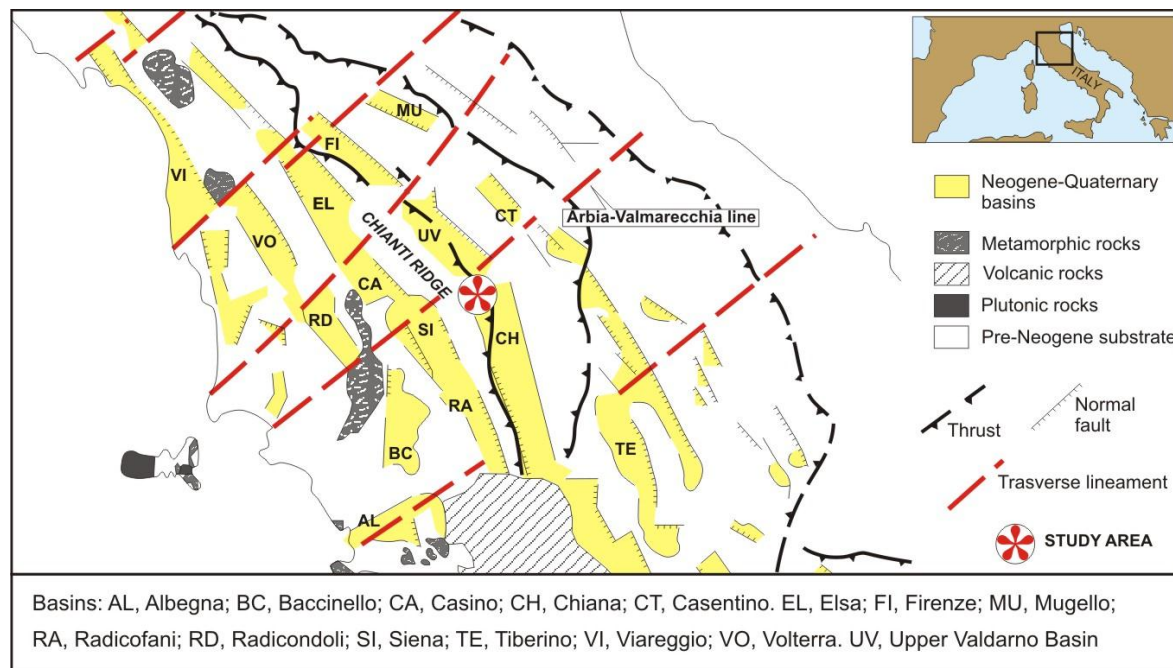 MU
FI
VI
EL
CT
Arbia-Valmarecchia line
UV
VO
CHIANTI RIDGE
CA
RD
SI
CH
RA
BC
TE
AL
ITALY
Neogene-Quaternary
basins
Metamorphic rocks
Volcanic rocks
Plutonic rocks
Pre-Neogene substrate
Thrust
Normal
fault
Trasverse lineament
STUDY AREA
Basins: AL, Albegna; BC, Baccinello; CA, Casino; CH, Chiana; CT, Casentino. EL, Elsa; FI, Firenze; MU, Mugello;
RA, Radicofani; RD, Radicondoli; SI, Siena; TE, Tiberino; VI, Viareggio; VO, Volterra. UV, Upper Valdarno Basin